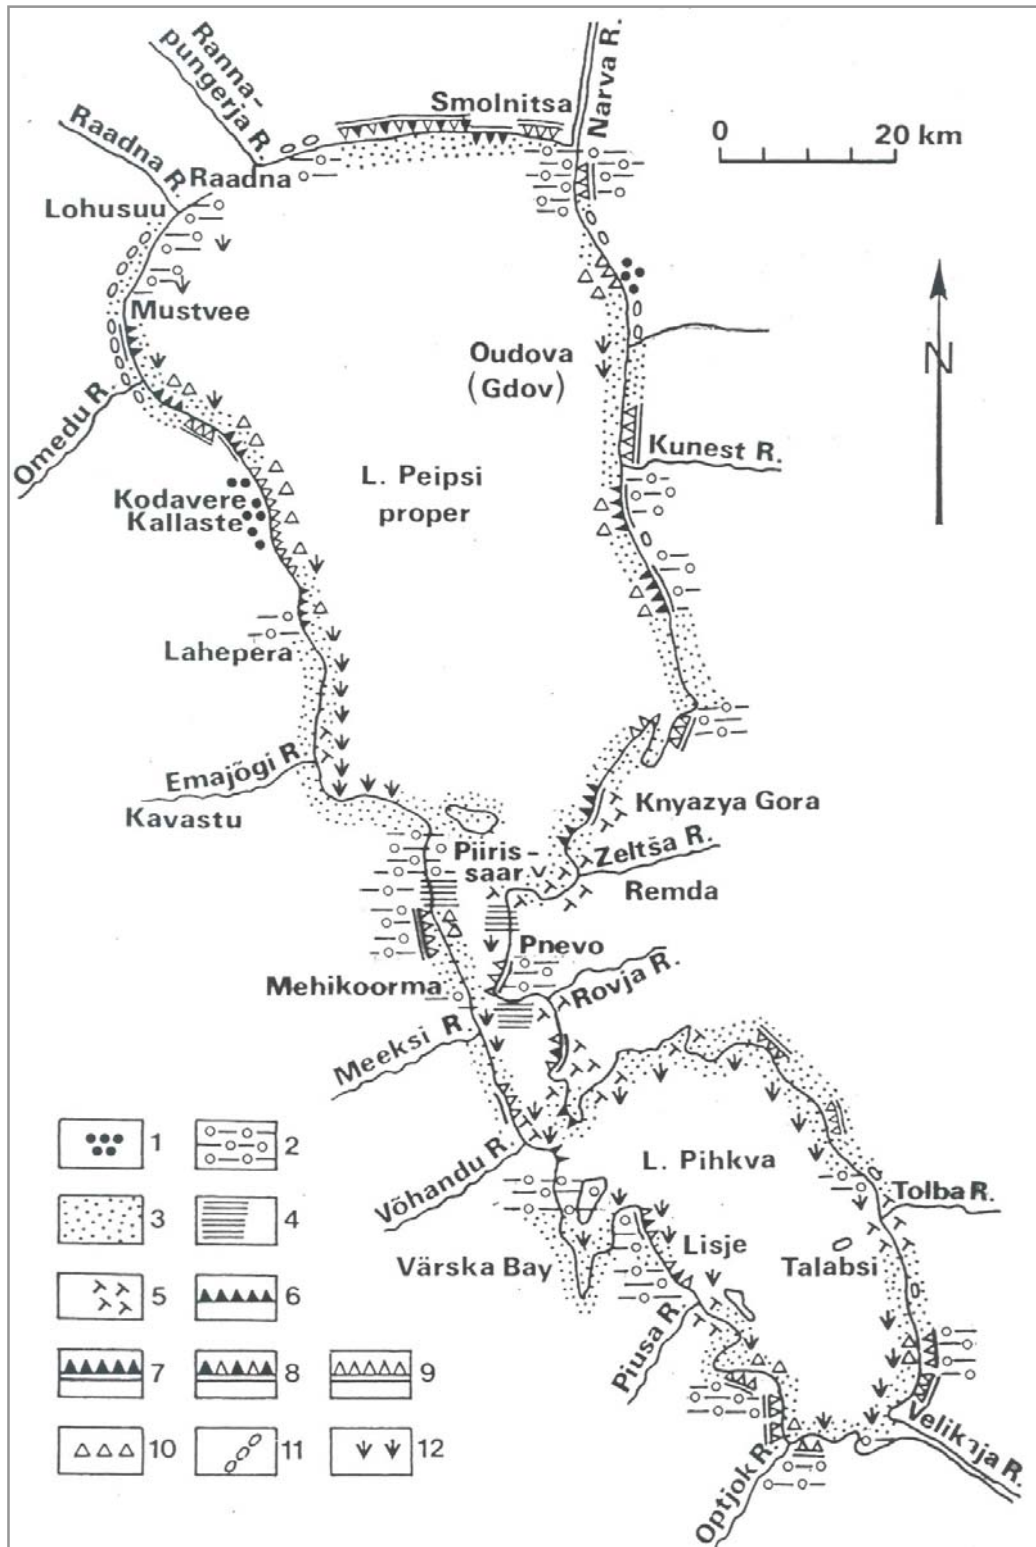 Ranna-
pungerja R.
Raadna R.
Smolnitsa
Narva R.
0 20 km
Raadna
Lohusuu
Mustvee
Oudova
(Gdov)
N
Omedu R.
Kunest R.
L. Peipsi
proper
Kodavere
Kallaste
Lahepera
Emajõgi R.
Kavastu
Knyazya Gora
Piiris-
saar
Zeltša R.
Remda
Pnevo
Mehikoorma
Rovja R.
Meeksi R.
Võhandu R.
L. Pihkva
Tolba R.
Värska Bay
Lisje
Talabsi
Piusa R.
Velikaja R.
Optjok R.
1
2
3
4
5
6
7
8
9
10
11
12